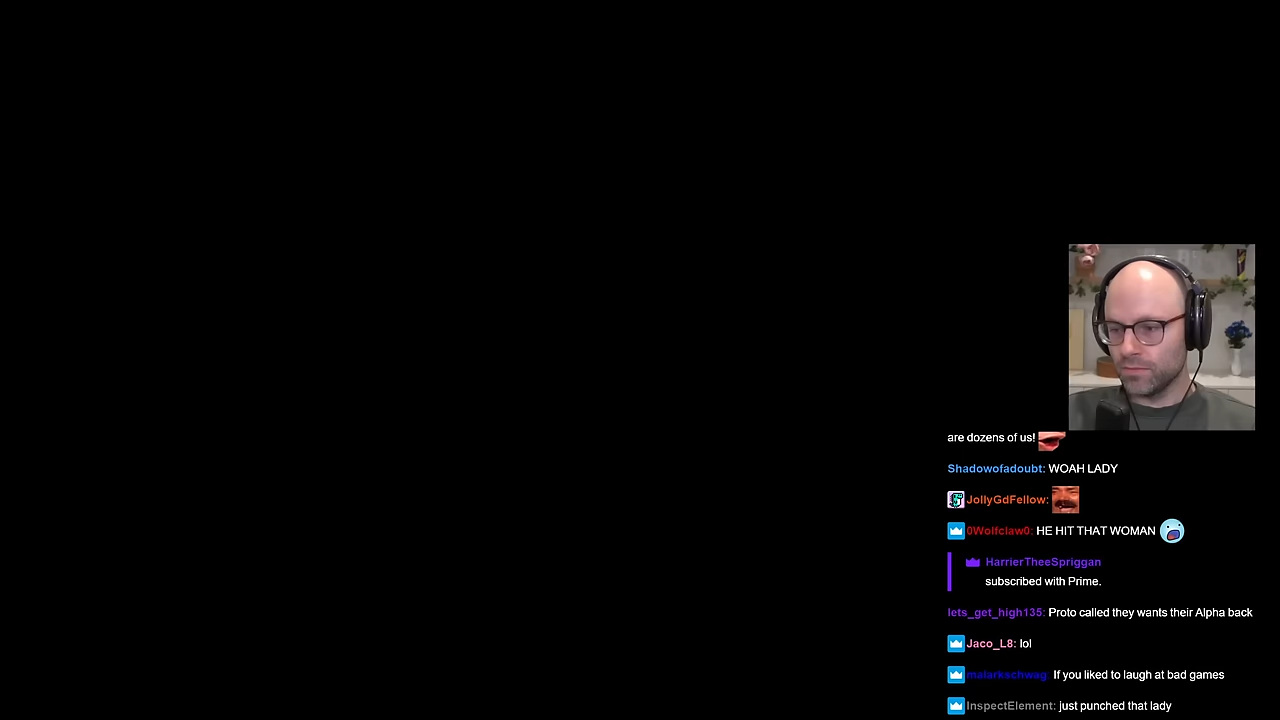 are dozens of us!
Shadowofadoubt: WOAH LADY
JollyGdFellow:
0Wolfclaw0: HE HIT THAT WOMAN
HarrierTheeSpriggan
subscribed with Prime.
lets_get_high135: Proto called they wants their Alpha back
Jaco_L8: lol
malarkschwag: If you liked to laugh at bad games
InspectElement: just punched that lady